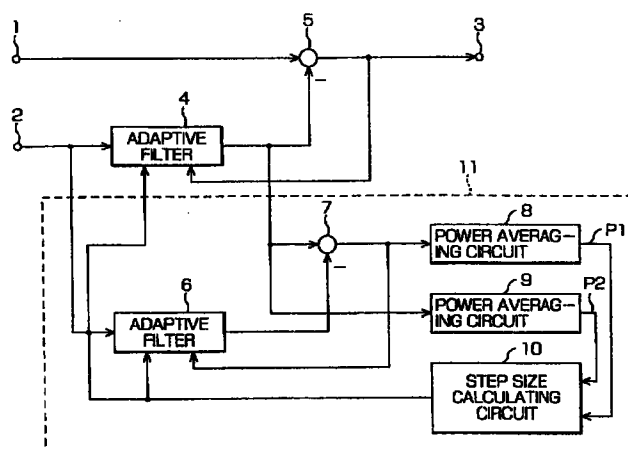 1
5
3
2
4
ADAPTIVE
FILTER
−
11
7
8
POWER AVERAG-
ING CIRCUIT
P1
−
6
ADAPTIVE
FILTER
9
POWER AVERAG-
ING CIRCUIT
P2
10
STEP SIZE
CALCULATING
CIRCUIT